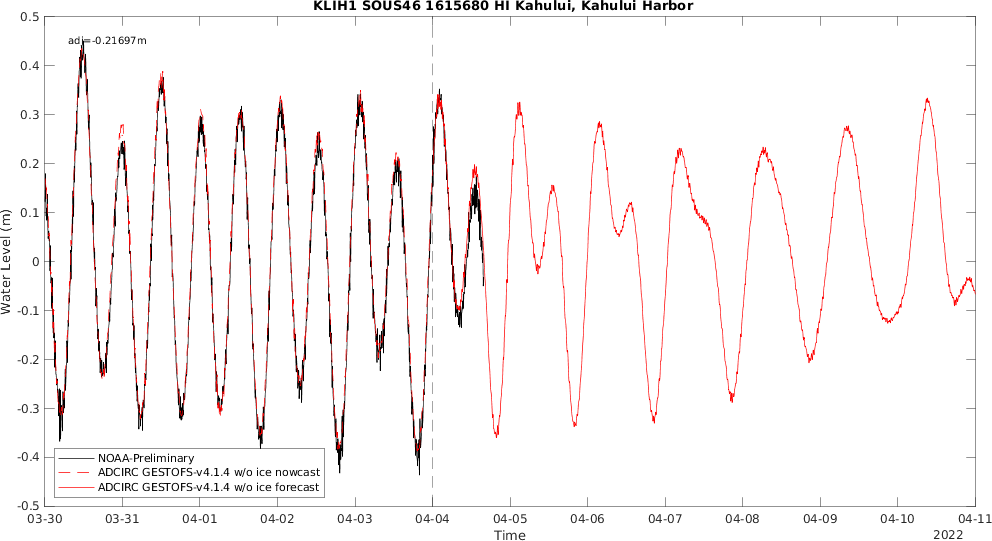 KLIH1 SOUS46 1615680 HI Kahului, Kahului Harbor
adj=-0.21697m
0.5
0.4
0.3
0.2
0.1
0
-0.1
-0.2
-0.3
-0.4
-0.5
Water Level (m)
NOAA-Preliminary
ADCIRC GESTOFS-v4.1.4 w/o ice nowcast
ADCIRC GESTOFS-v4.1.4 w/o ice forecast
03-30 03-31 04-01 04-02 04-03 04-04 04-05 04-06 04-07 04-08 04-09 04-10 04-11
Time
2022